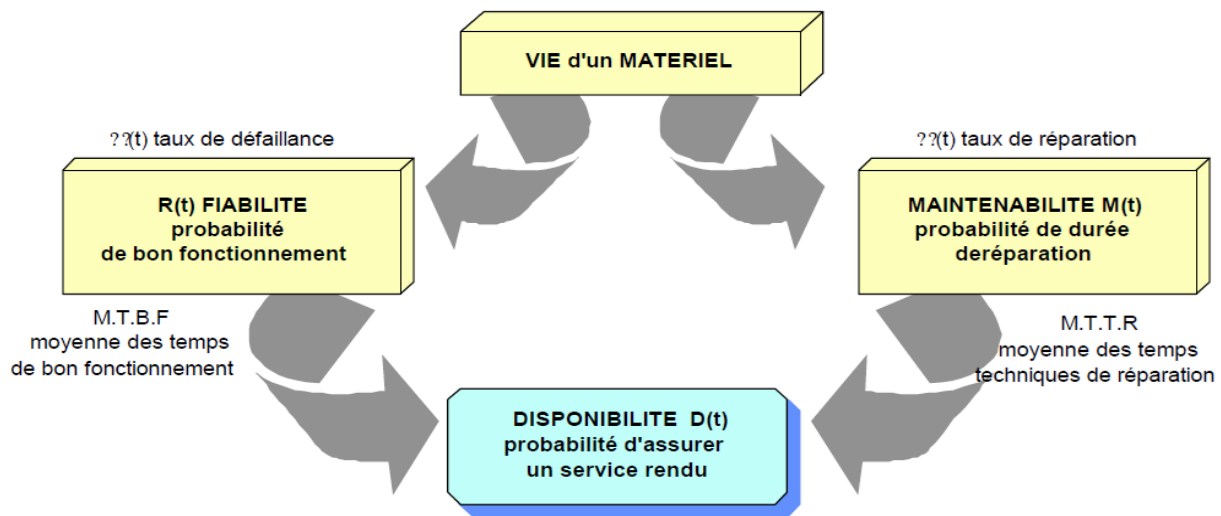 VIE d'un MATERIEL
??(t) taux de défaillance
R(t) FIABILITE
probabilité
de bon fonctionnement
M.T.B.F
moyenne des temps
de bon fonctionnement
??(t) taux de réparation
MAINTENABILITE M(t)
probabilité de durée
deréparation
M.T.T.R
moyenne des temps
techniques de réparation
DISPONIBILITE D(t)
probabilité d'assurer
un service rendu